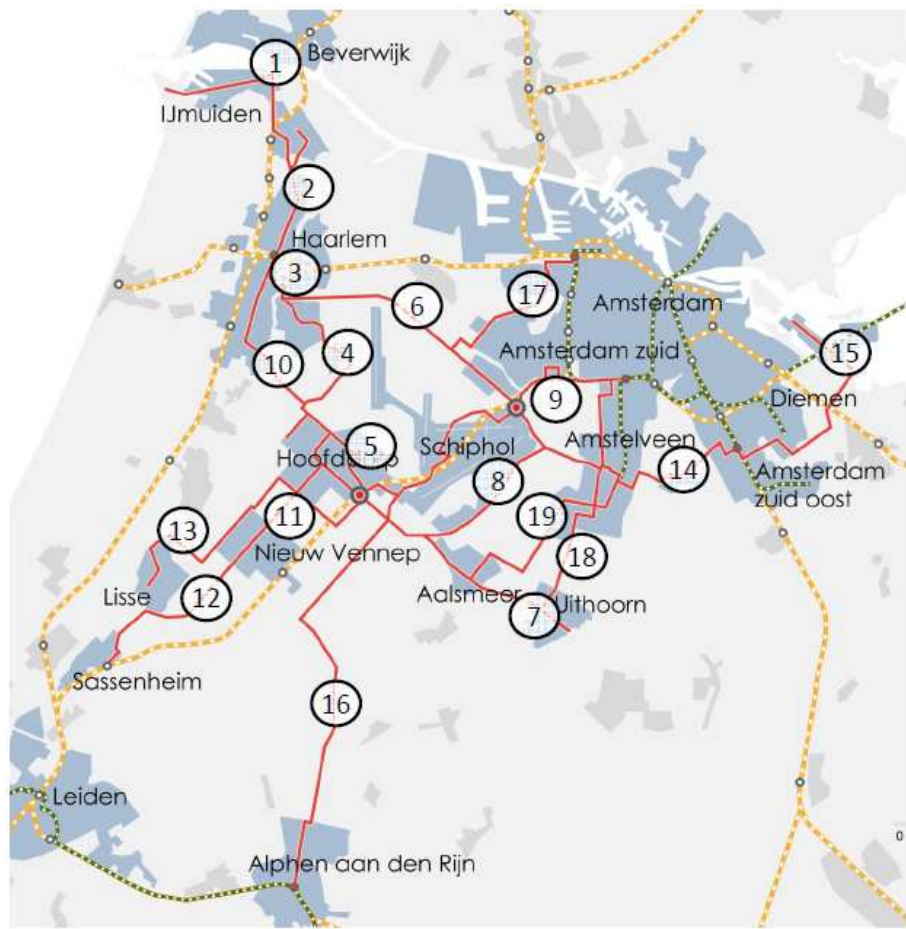 1
Beverwijk
IJmuiden
2
Haarlem
3
6
17
Amsterdam
10
4
Amsterdam zuid
15
9
Diemen
5
Schiphol
Amstelveen
14
Amsterdam
zuid oost
8
13
11
19
Nieuw Vennep
18
Lisse
12
Aalsmeer
7
Uithoorn
Sassenheim
16
Leiden
0
Alphen aan den Rijn